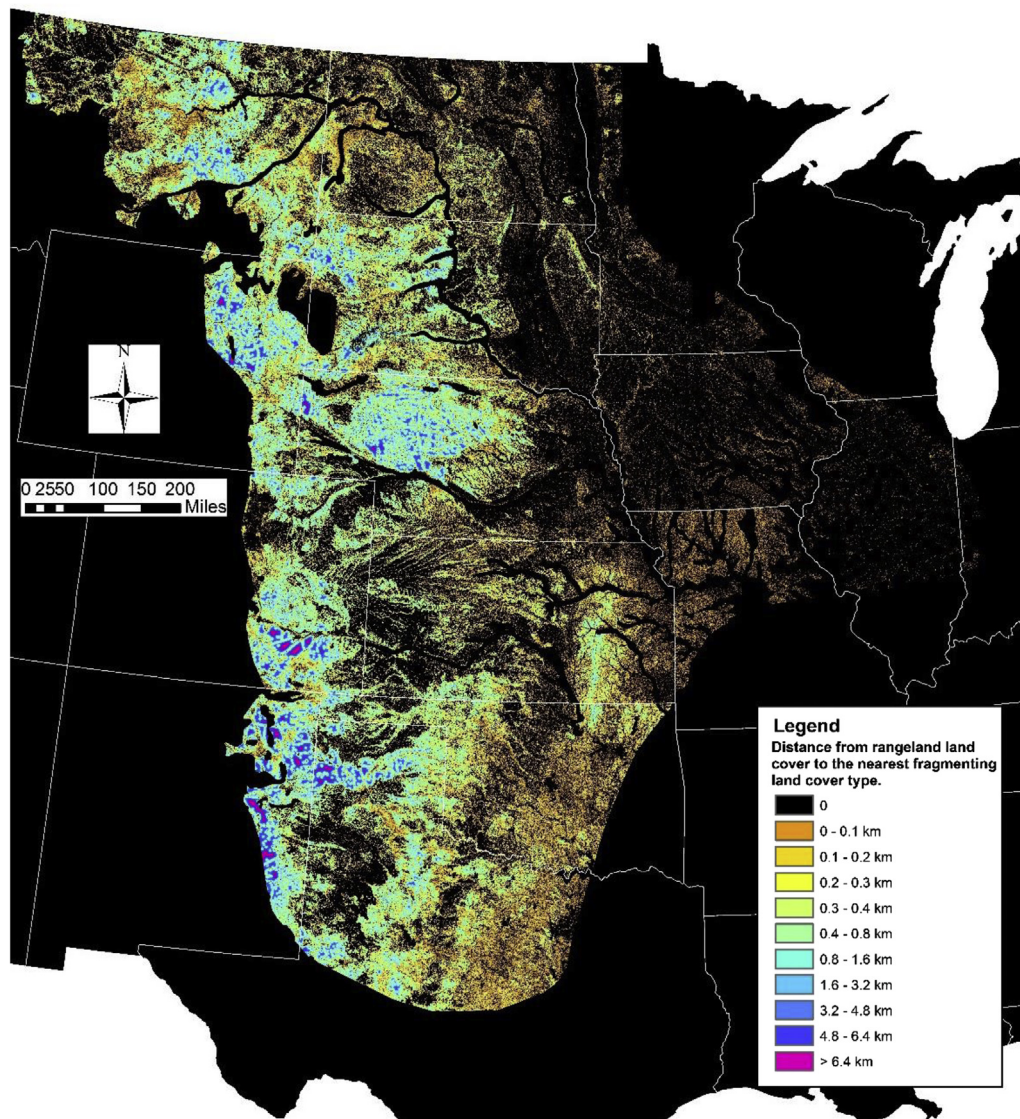 N
0 2550 100 150 200
Miles
Legend
Distance from rangeland land
cover to the nearest fragmenting
land cover type.
0
0 - 0.1 km
0.1 - 0.2 km
0.2 - 0.3 km
0.3 - 0.4 km
0.4 - 0.8 km
0.8 - 1.6 km
1.6 - 3.2 km
3.2 - 4.8 km
4.8 - 6.4 km
> 6.4 km